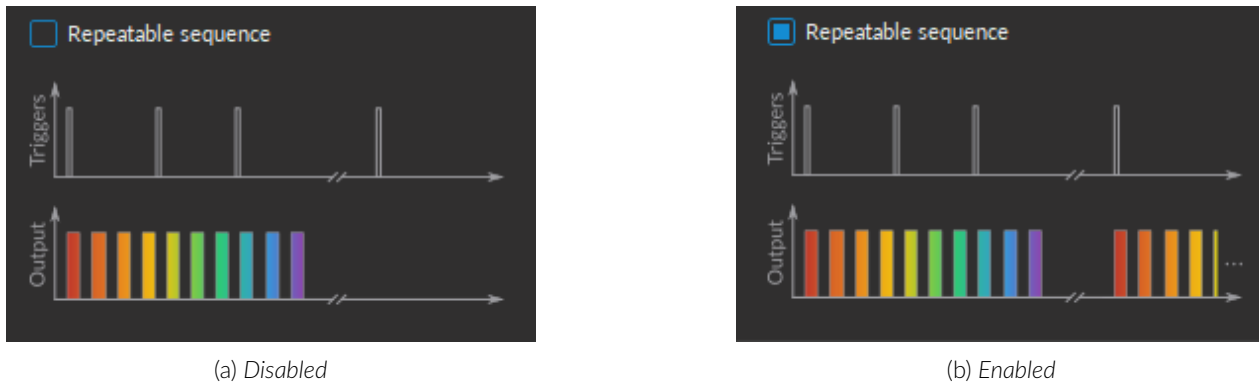 Repeatable sequence
Triggers
Output
(a) Disabled
Repeatable sequence
Triggers
Output
...
(b) Enabled